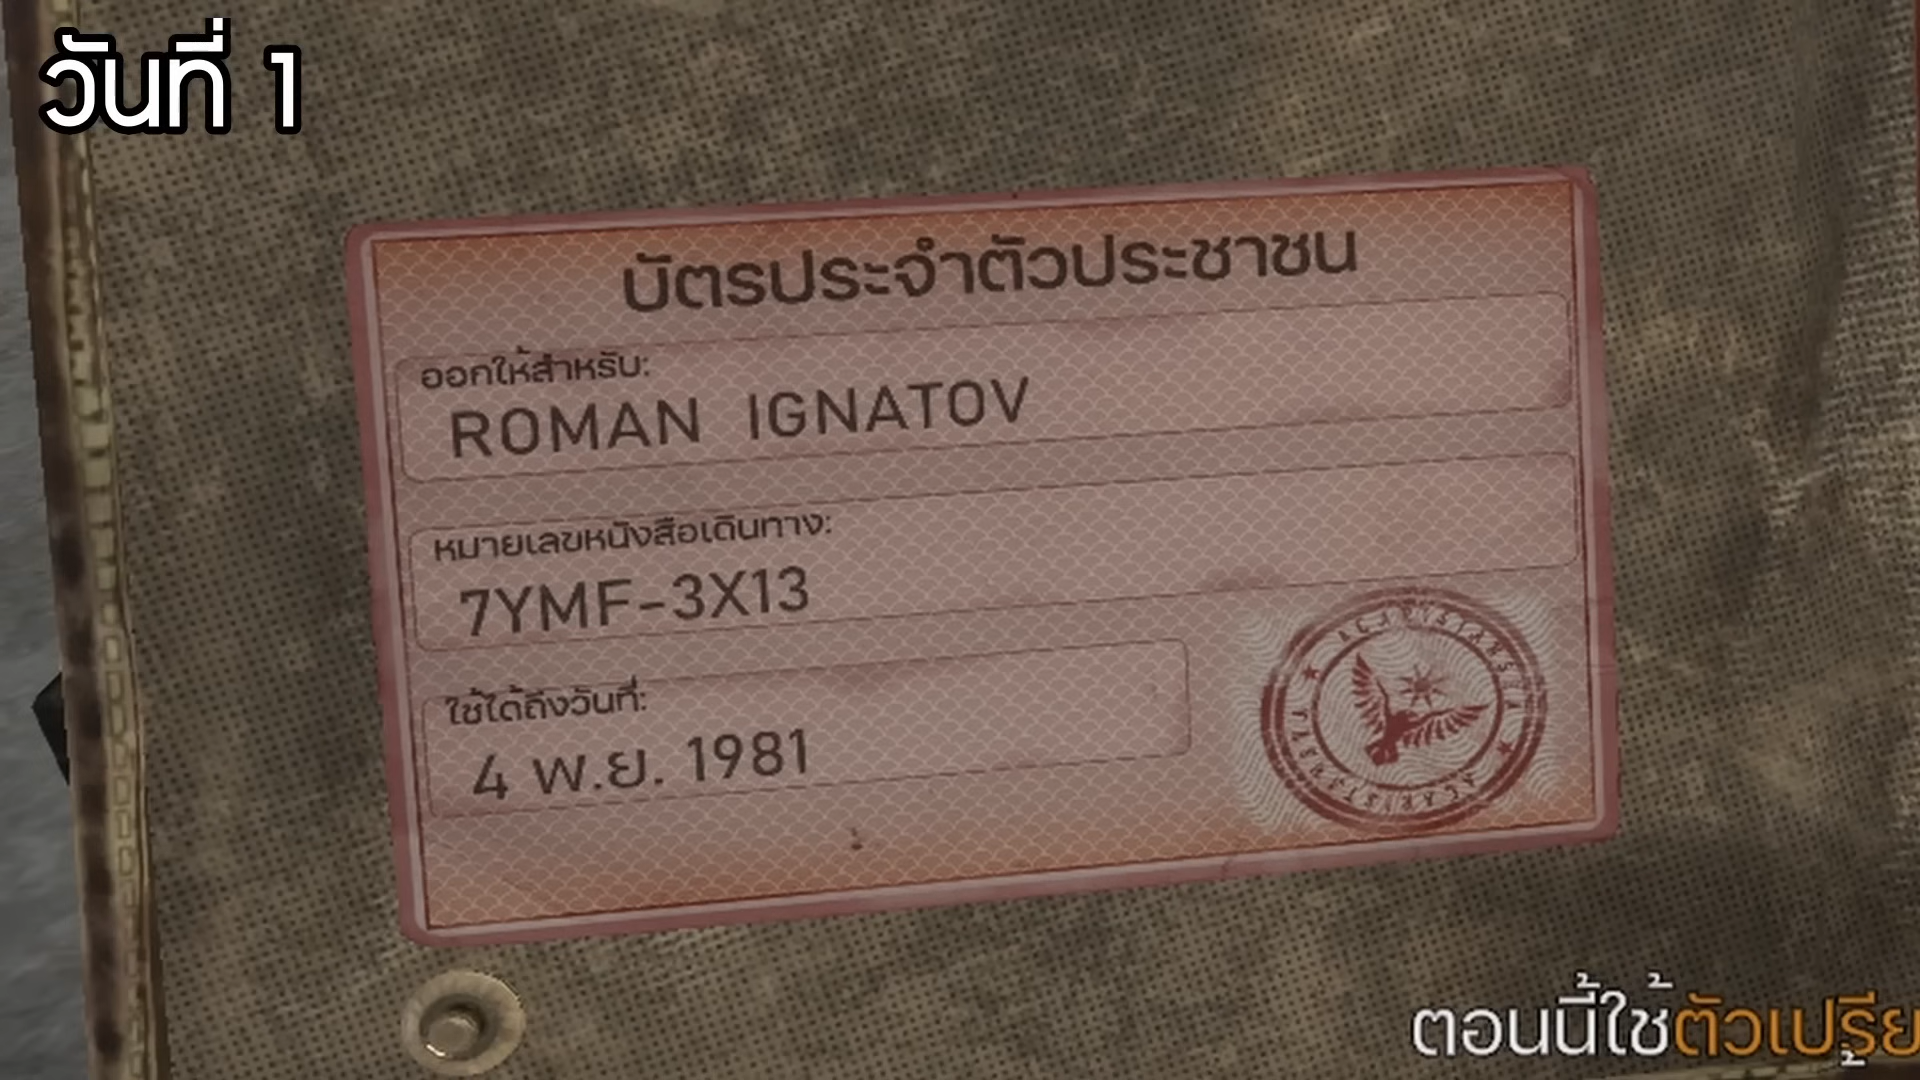 วันที่ 1
บัตรประจำตัวประชาชน
ออกให้สำหรับ:
ROMAN IGNATOV
หมายเลขหนังสือเดินทาง:
7YMF-3X13
ใช้ได้ถึงวันที่:
4 พ.ย. 1981
ตอนนี้ใช้ตัวเปรีย